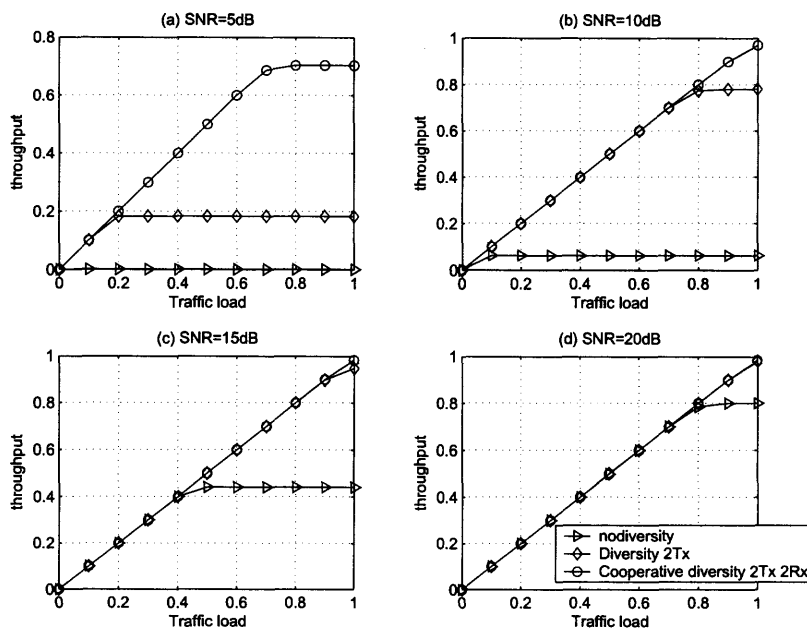 (a) SNR=5dB
0.8
0.6
0.4
0.2
0
throughput
0 0.2 0.4 0.6 0.8 1
Traffic load
(b) SNR=10dB
1
0.8
0.6
0.4
0.2
0
throughput
0 0.2 0.4 0.6 0.8 1
Traffic load
(c) SNR=15dB
1
0.8
0.6
0.4
0.2
0
throughput
0 0.2 0.4 0.6 0.8 1
Traffic load
(d) SNR=20dB
1
0.8
0.6
0.4
0.2
0
throughput
nodiversity
Diversity 2Tx
Cooperative diversity 2Tx 2Rx
0 0.2 0.4 0.6 0.8 1
Traffic load